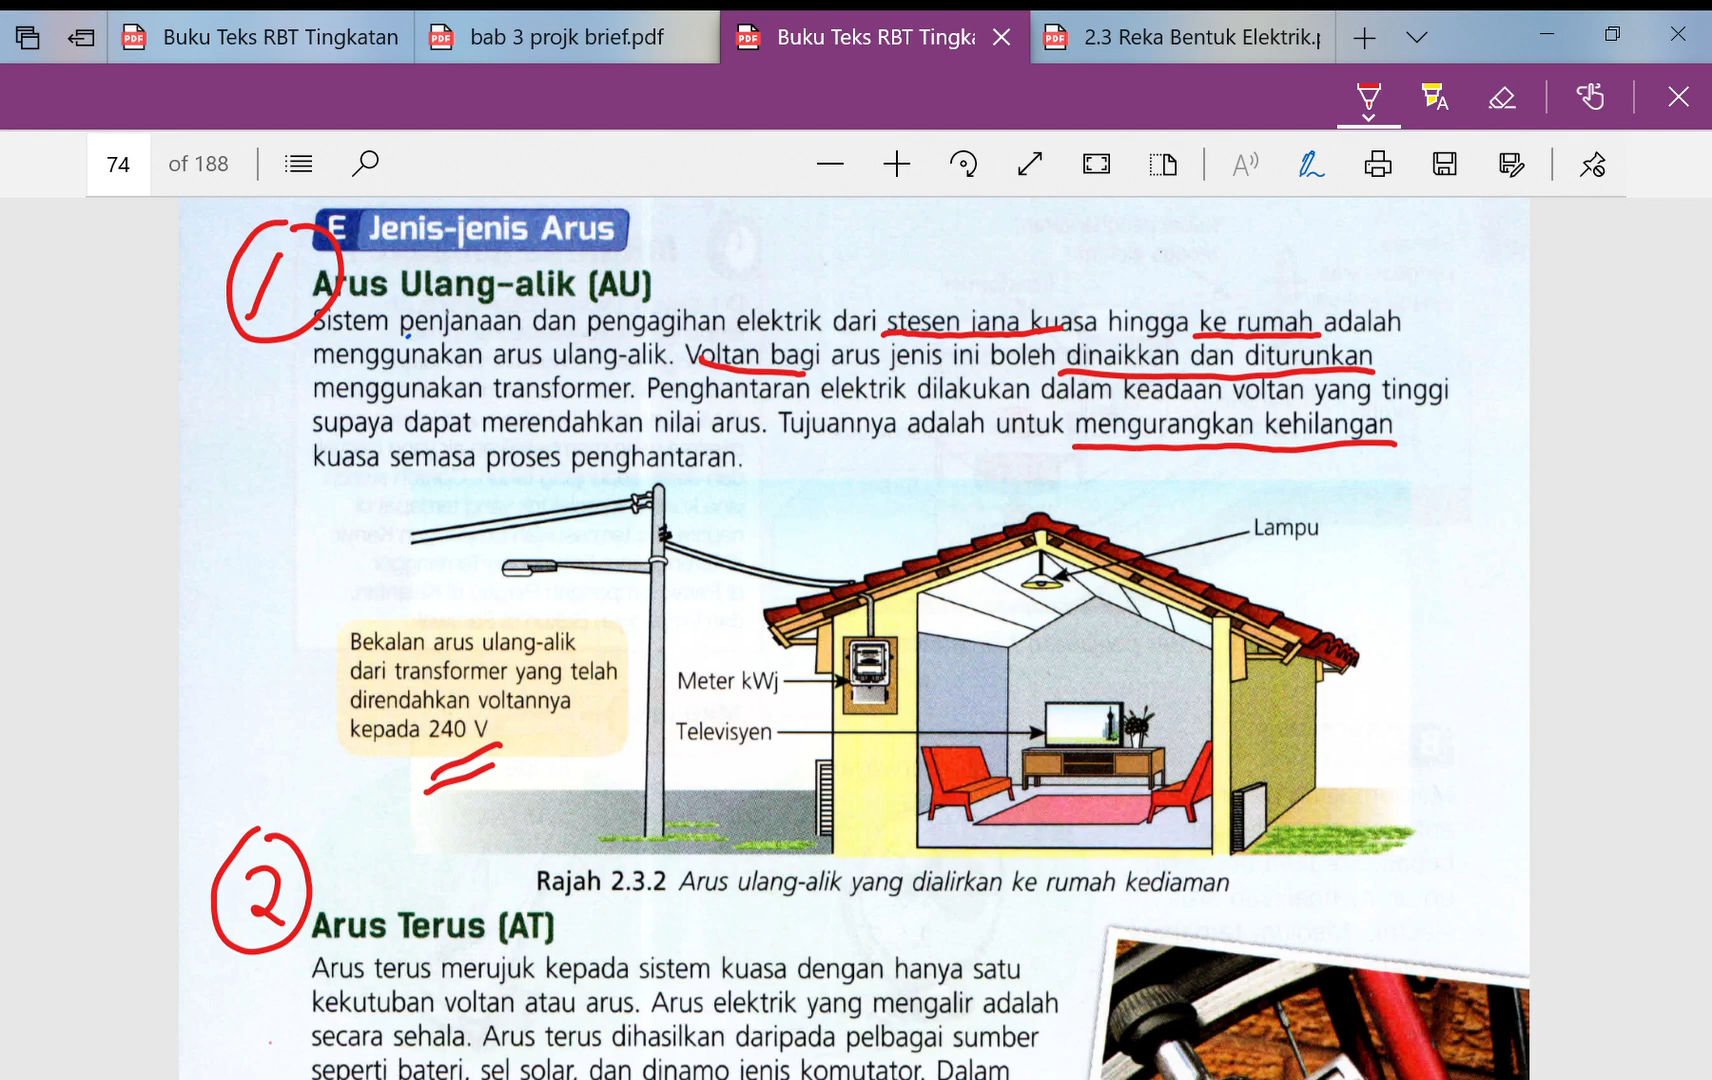 Buku Teks RBT Tingkatan
bab 3 projk brief.pdf
Buku Teks RBT Tingka
2.3 Reka Bentuk Elektrik.p
74 of 188
E Jenis-jenis Arus
1
Arus Ulang-alik (AU)
Sistem penjanaan dan pengagihan elektrik dari stesen jana kuasa hingga ke rumah adalah
menggunakan arus ulang-alik. Voltan bagi arus jenis ini boleh dinaikkan dan diturunkan
menggunakan transformer. Penghantaran elektrik dilakukan dalam keadaan voltan yang tinggi
supaya dapat merendahkan nilai arus. Tujuannya adalah untuk mengurangkan kehilangan
kuasa semasa proses penghantaran.
Lampu
Bekalan arus ulang-alik
dari transformer yang telah
direndahkan voltannya
kepada 240 V
Meter kWj
Televisyen
Rajah 2.3.2 Arus ulang-alik yang dialirkan ke rumah kediaman
2
Arus Terus (AT)
Arus terus merujuk kepada sistem kuasa dengan hanya satu
kekutuban voltan atau arus. Arus elektrik yang mengalir adalah
secara sehala. Arus terus dihasilkan daripada pelbagai sumber
seperti bateri, sel solar, dan dinamo jenis komutator. Dalam